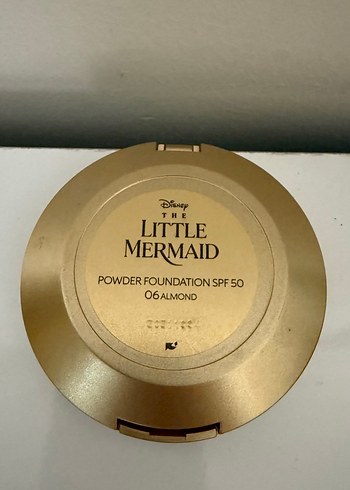 Disney
THE
LITTLE
MERMAID
POWDER FOUNDATION SPF 50
06 ALMOND